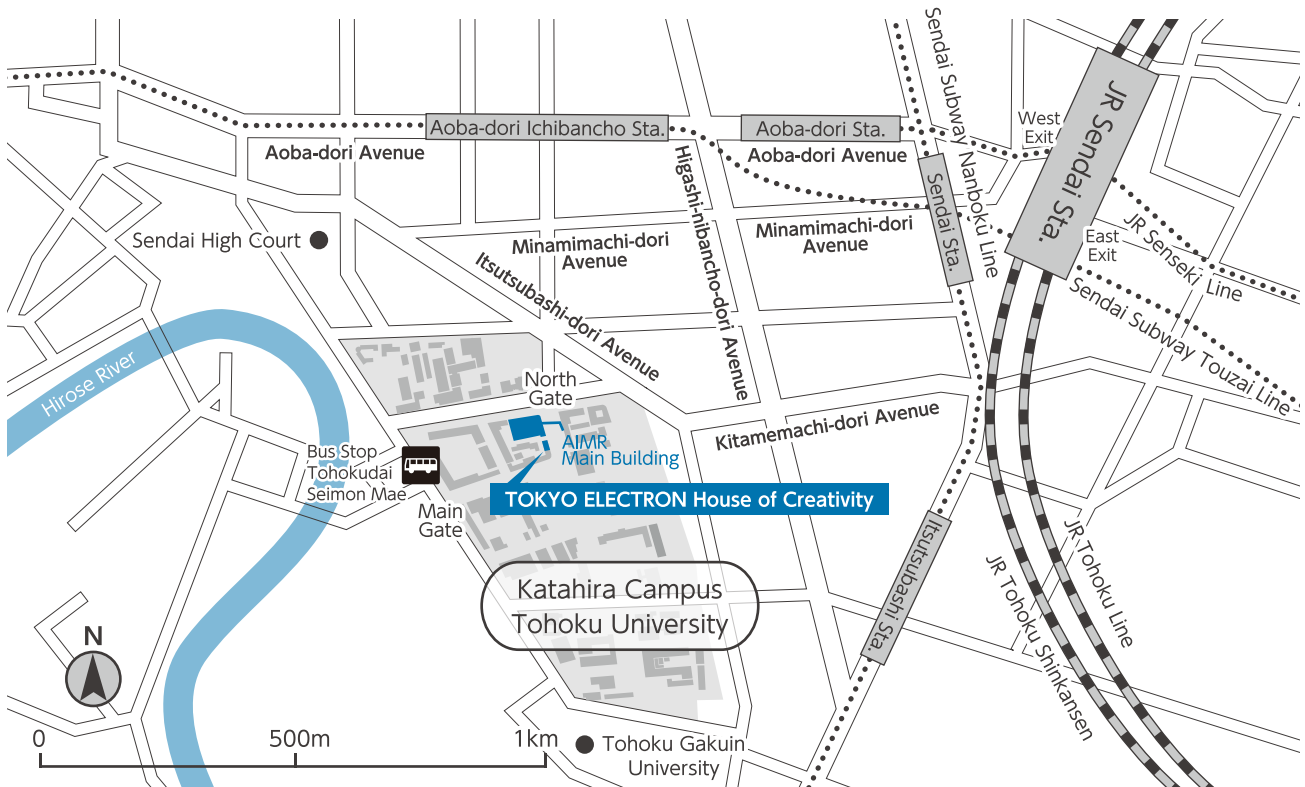 Sendai Subway Nanboku Line
JR Sendai Sta.
West
Exit
Aoba-dori Ichibancho Sta.
Aoba-dori Sta.
Aoba-dori Avenue
Aoba-dori Avenue
Higashi-nibancho-dori Avenue
Sendai Sta.
JR Senseki Line
East
Exit
Sendai High Court
Minamimachi-dori
Avenue
Minamimachi-dori
Avenue
Itsutsubashi-dori Avenue
Sendai Subway Touzai Line
Hirose River
North
Gate
Kitamemachi-dori Avenue
AIMR
Main Building
Bus Stop
Tohokudai
Seimon Mae
TOKYO ELECTRON House of Creativity
Main
Gate
Itsutsubashi Sta.
JR Tohoku Line
JR Tohoku Shinkansen
Katahira Campus
Tohoku University
N
0
500m
1km
Tohoku Gakuin
University